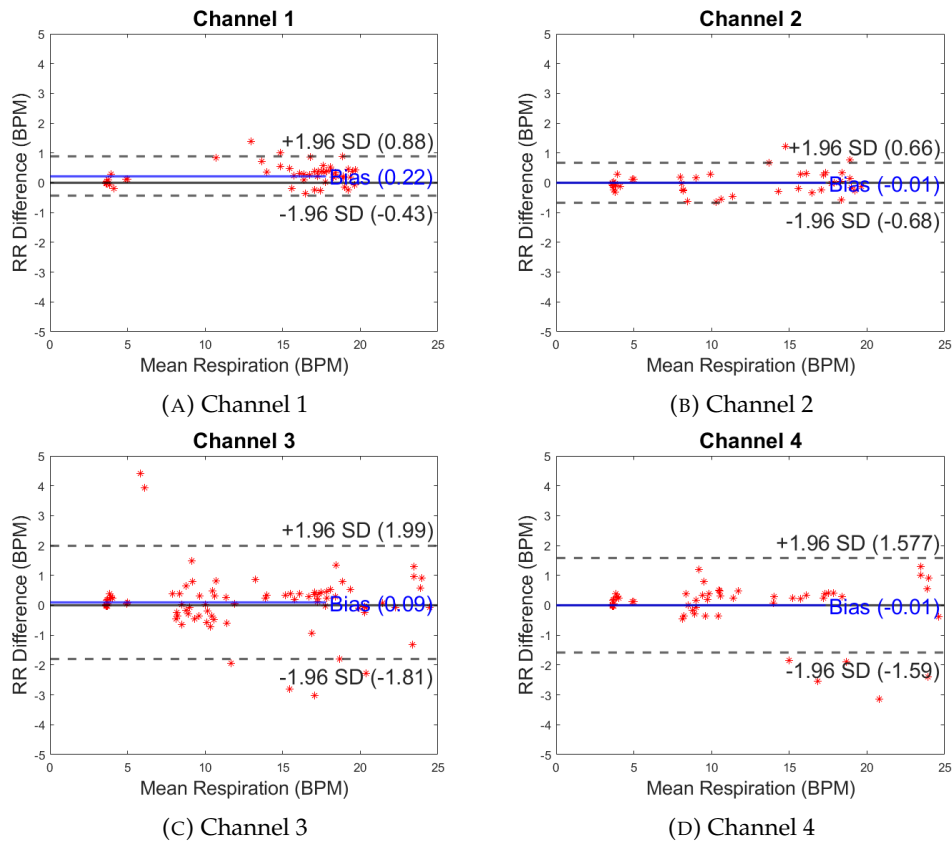 Channel 1
5
4
3
2
1
0
-1
-2
-3
-4
-5
RR Difference (BPM)
+1.96 SD (0.88)
Bias (0.22)
-1.96 SD (-0.43)
0 5 10 15 20 25
Mean Respiration (BPM)
(A) Channel 1
Channel 2
5
4
3
2
1
0
-1
-2
-3
-4
-5
RR Difference (BPM)
+1.96 SD (0.66)
Bias (-0.01)
-1.96 SD (-0.68)
0 5 10 15 20 25
Mean Respiration (BPM)
(B) Channel 2
Channel 3
5
4
3
2
1
0
-1
-2
-3
-4
-5
RR Difference (BPM)
+1.96 SD (1.99)
Bias (0.09)
-1.96 SD (-1.81)
0 5 10 15 20 25
Mean Respiration (BPM)
(C) Channel 3
Channel 4
5
4
3
2
1
0
-1
-2
-3
-4
-5
RR Difference (BPM)
+1.96 SD (1.577)
Bias (-0.01)
-1.96 SD (-1.59)
0 5 10 15 20 25
Mean Respiration (BPM)
(D) Channel 4